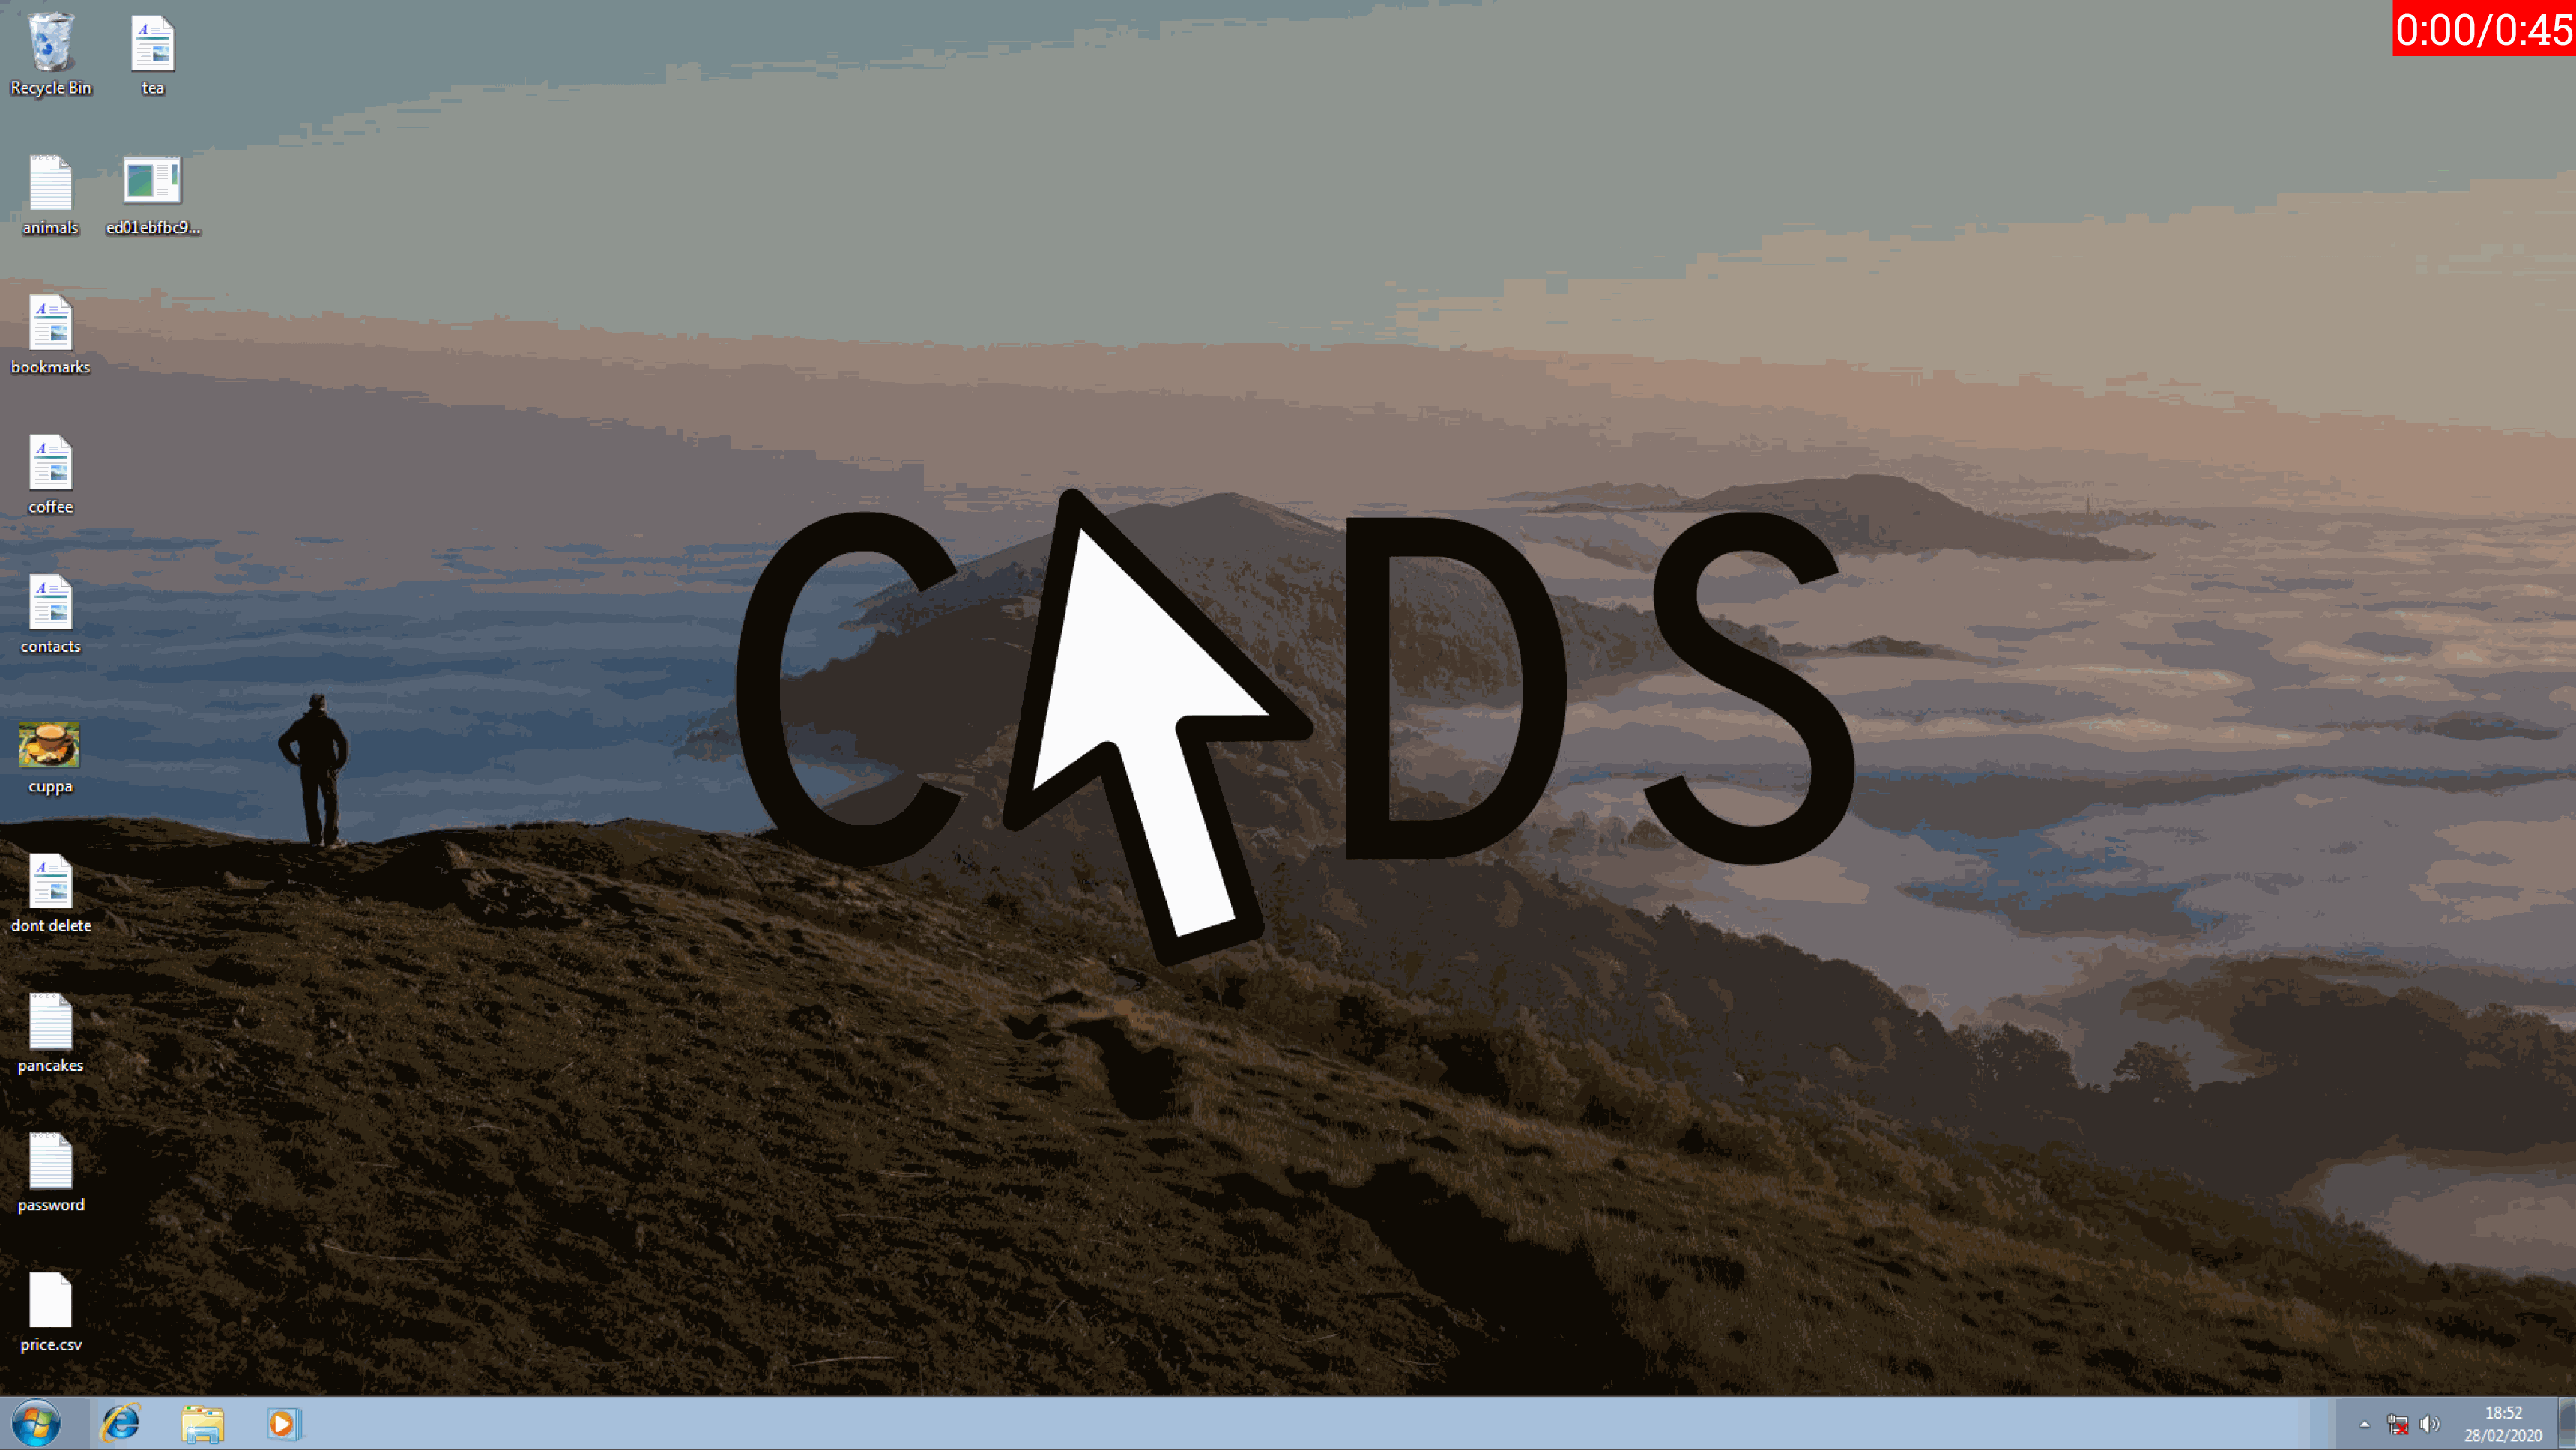 0:00/0:45
Recycle Bin
tea
animals
ed01ebfbc9...
bookmarks
coffee
contacts
cuppa
dont delete
pancakes
password
price.csv
C DS
18:52
28/02/2020